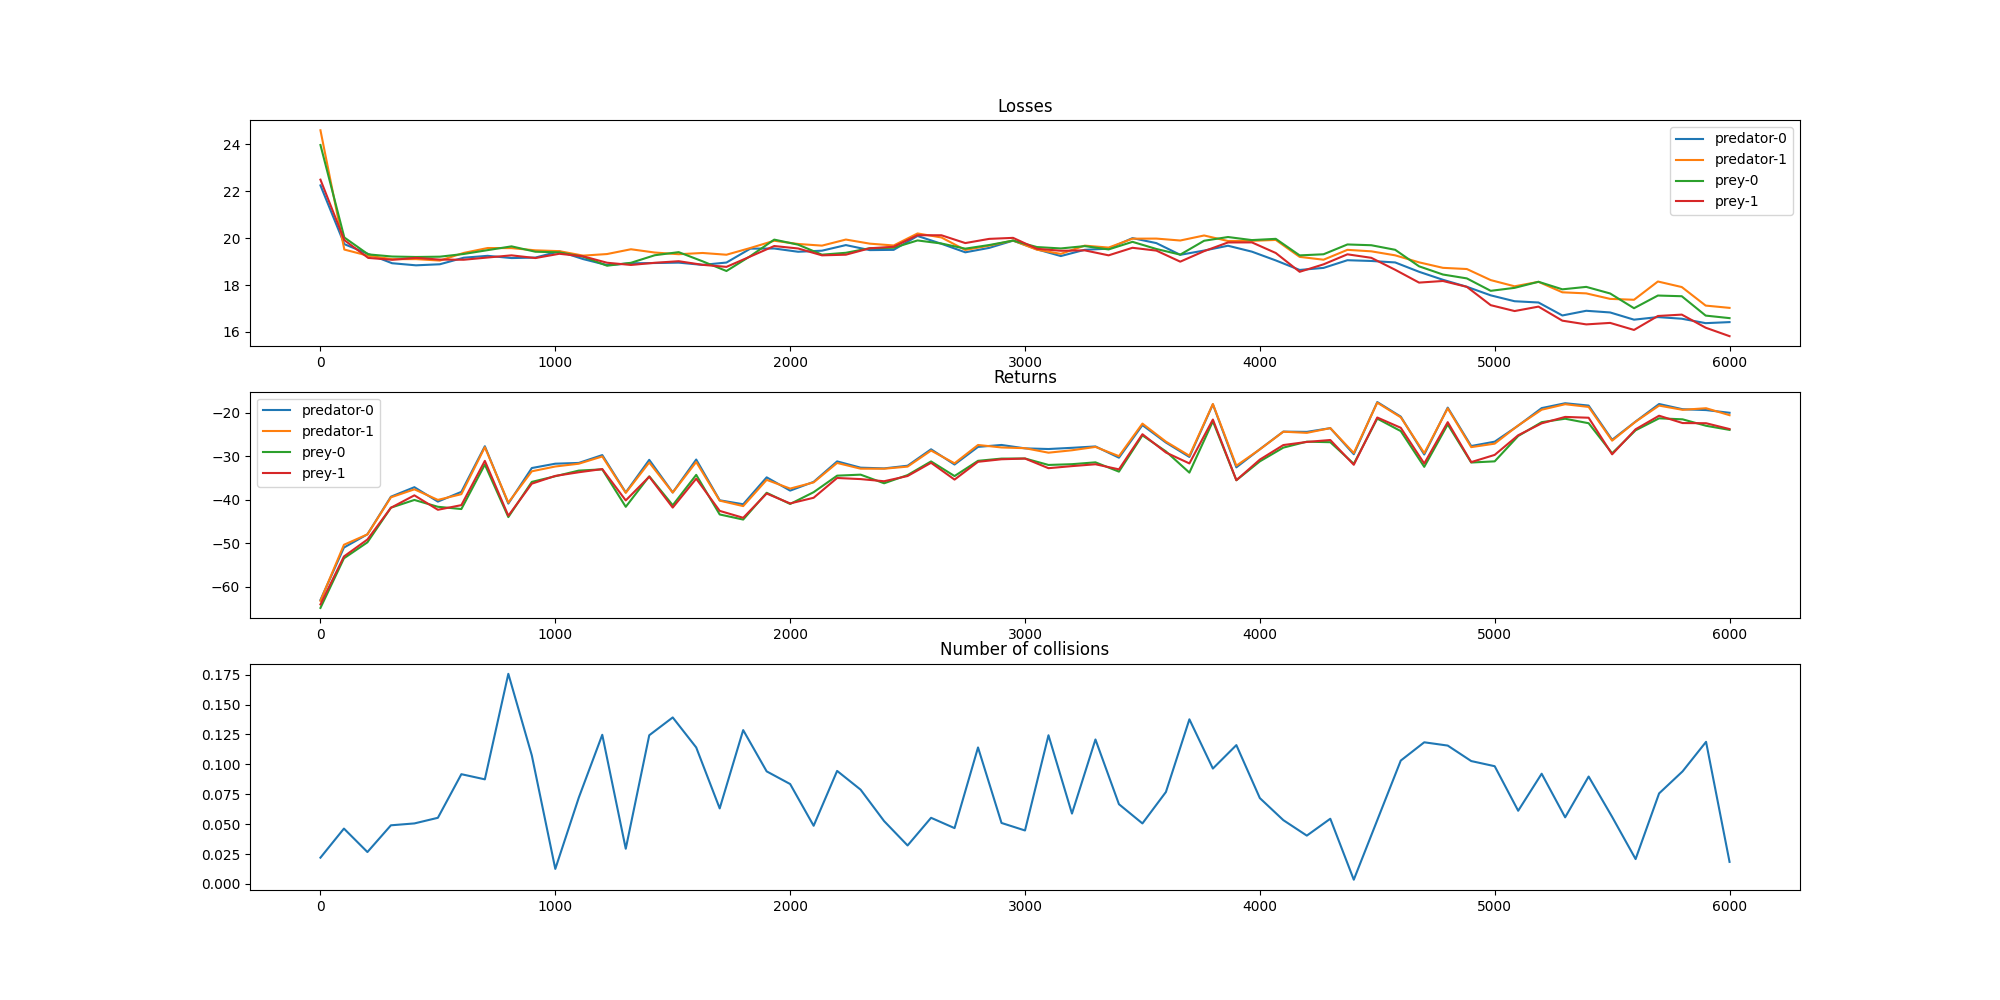 Losses
24
22
20
18
16
predator-0
predator-1
prey-0
prey-1
0 1000 2000 3000 4000 5000 6000
Returns
−20
−30
−40
−50
−60
predator-0
predator-1
prey-0
prey-1
0 1000 2000 3000 4000 5000 6000
Number of collisions
0.175
0.150
0.125
0.100
0.075
0.050
0.025
0.000
0 1000 2000 3000 4000 5000 6000